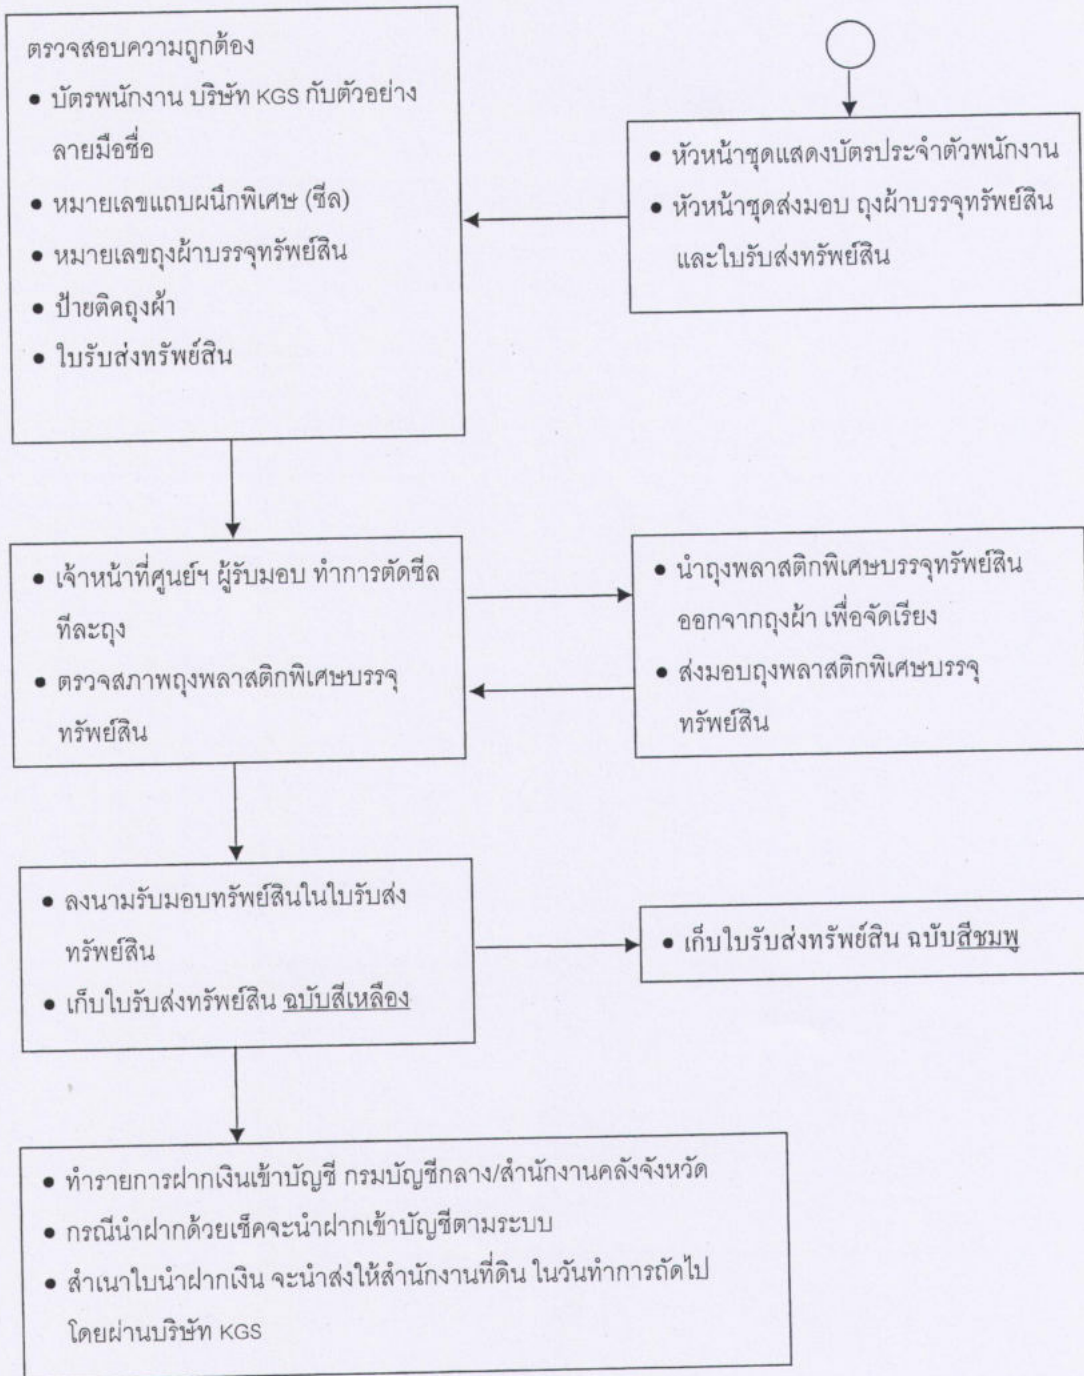 ตรวจสอบความถูกต้อง
• บัตรพนักงาน บริษัท KGS กับตัวอย่าง
ลายมือชื่อ
• หมายเลขแถบผนึกพิเศษ (ซีล)
• หมายเลขถุงผ้าบรรจุทรัพย์สิน
• ป้ายติดถุงผ้า
• ใบรับส่งทรัพย์สิน
• หัวหน้าชุดแสดงบัตรประจำตัวพนักงาน
• หัวหน้าชุดส่งมอบ ถุงผ้าบรรจุทรัพย์สิน
และใบรับส่งทรัพย์สิน
• เจ้าหน้าที่ศูนย์ฯ ผู้รับมอบ ทำการตัดซีล
ทีละถุง
• ตรวจสภาพถุงพลาสติกพิเศษบรรจุ
ทรัพย์สิน
• นำถุงพลาสติกพิเศษบรรจุทรัพย์สิน
ออกจากถุงผ้า เพื่อจัดเรียง
• ส่งมอบถุงพลาสติกพิเศษบรรจุ
ทรัพย์สิน
• ลงนามรับมอบทรัพย์สินในใบรับส่ง
ทรัพย์สิน
• เก็บใบรับส่งทรัพย์สิน ฉบับสีเหลือง
• เก็บใบรับส่งทรัพย์สิน ฉบับสีชมพู
• ทำรายการฝากเงินเข้าบัญชี กรมบัญชีกลาง/สำนักงานคลังจังหวัด
• กรณีนำฝากด้วยเช็คจะนำฝากเข้าบัญชีตามระบบ
• สำเนาใบนำฝากเงิน จะนำส่งให้สำนักงานที่ดิน ในวันทำการถัดไป
โดยผ่านบริษัท KGS